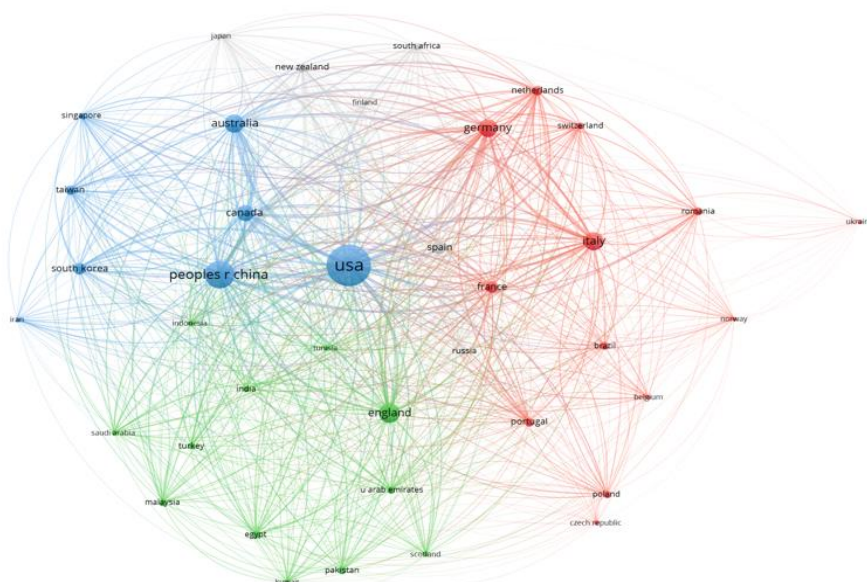 japan
south africa
new zealand
netherlands
finland
singapore
australia
germany
switzerland
taiwan
canada
romania
ukrain
spain
italy
usa
south korea
peoples r china
france
iran
indonesia
norway
tunisia
russia
brazil
india
belgium
england
portugal
saudi arabia
turkey
u arab emirates
poland
malaysia
czech republic
egypt
scotland
pakistan